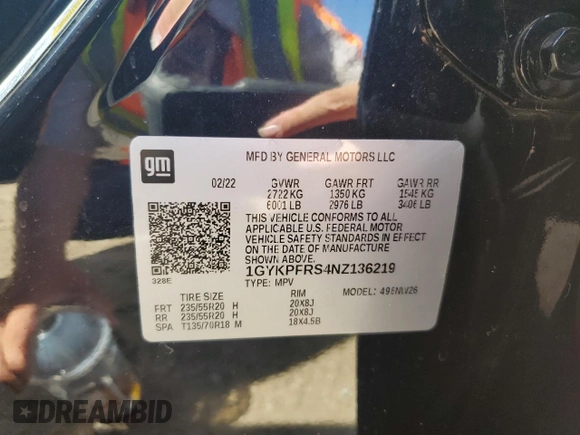 gm
MFD BY GENERAL MOTORS LLC
02/22 GVWR GAWR FRT GAWR RR
2722 KG 1350 KG 1545 KG
6001 LB 2976 LB 3406 LB
THIS VEHICLE CONFORMS TO ALL
APPLICABLE U.S. FEDERAL MOTOR
VEHICLE SAFETY STANDARDS IN EFFECT
ON THE DATE OF MANUFACTURE
SHOWN ABOVE.
328E
1GYKPFRS4NZ136219
TYPE: MPV
MODEL: 495NW26
TIRE SIZE RIM
FRT 235/55R20 H 20X8J
RR 235/55R20 H 20X8J
SPA T135/70R18 M 18X4.5B
DREAMBID